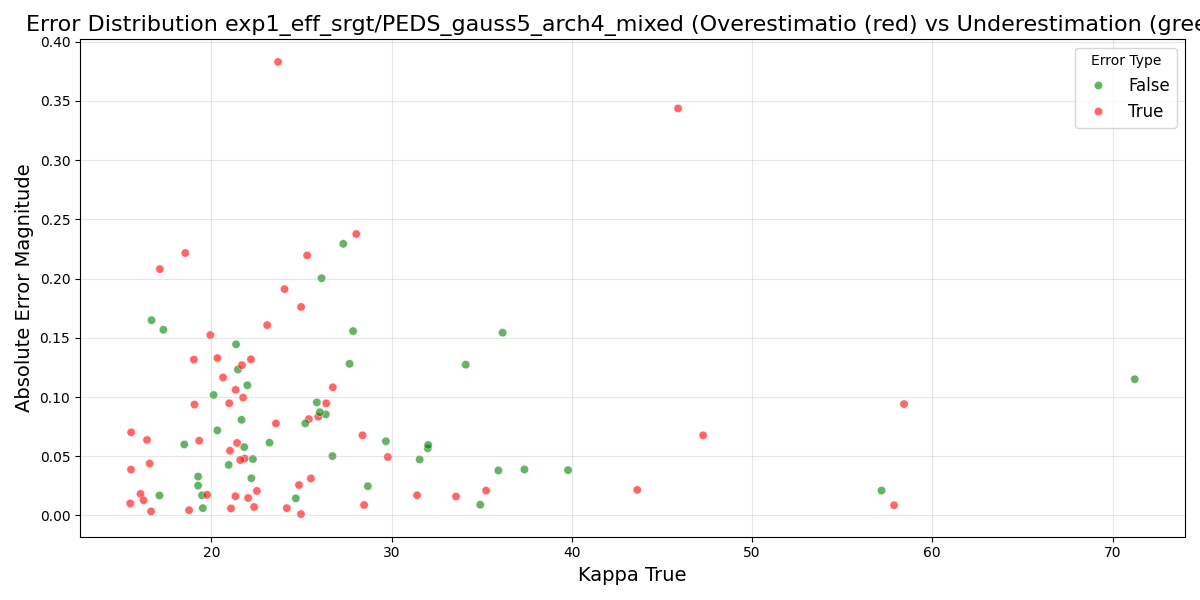 Error Distribution exp1_eff_srgt/PEDS_gauss5_arch4_mixed (Overestimatio (red) vs Underestimation (gree
Error Type
False
True
Absolute Error Magnitude
0.40
0.35
0.30
0.25
0.20
0.15
0.10
0.05
0.00
20 30 40 50 60 70
Kappa True